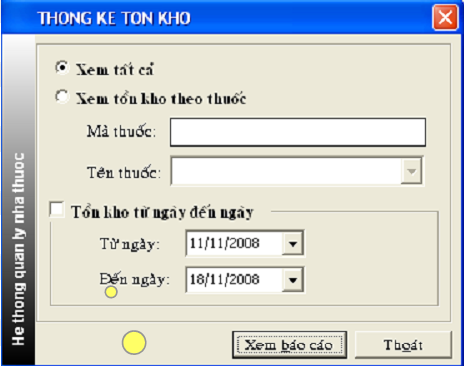 THONG KE TON KHO
Xem tất cả
Xem tồn kho theo thuốc
Mã thuốc:
Tên thuốc:
Tồn kho từ ngày đến ngày
Từ ngày: 11/11/2008
Đến ngày: 18/11/2008
Xem báo cáo Thoát
He thong quan ly nha thuoc